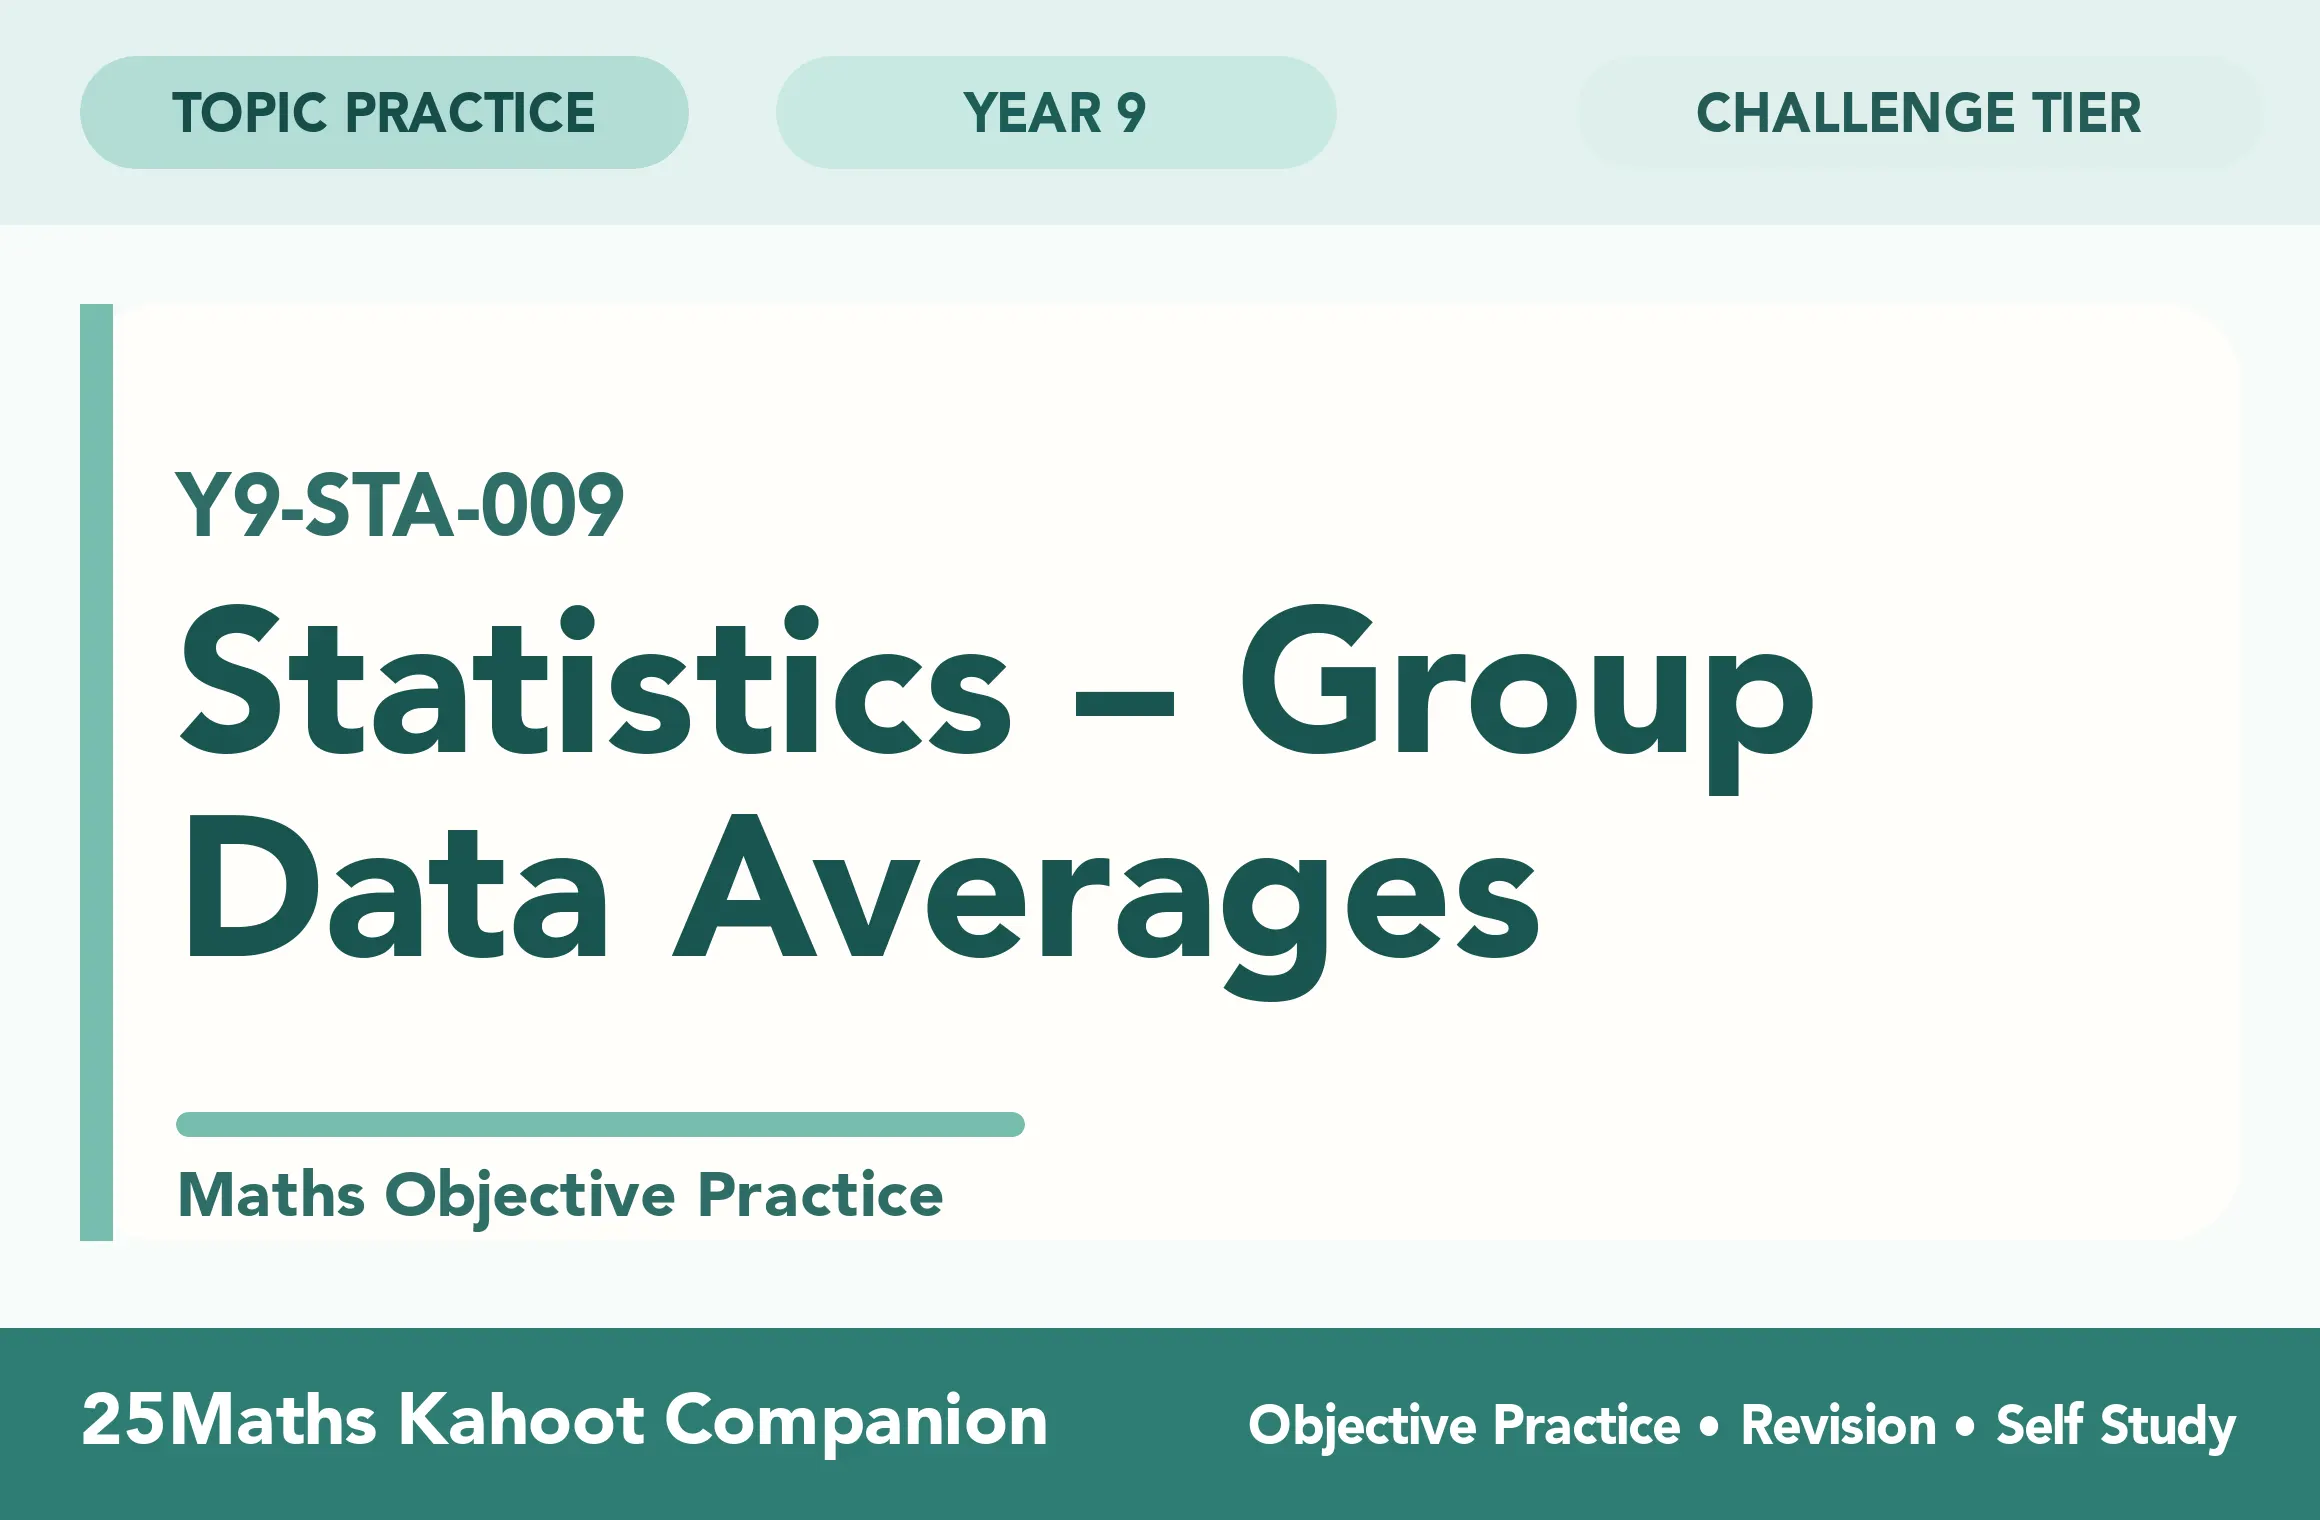 TOPIC PRACTICE
YEAR 9
CHALLENGE TIER
Y9-STA-009
Statistics – Group
Data Averages
Maths Objective Practice
25Maths Kahoot Companion
Objective Practice • Revision • Self Study